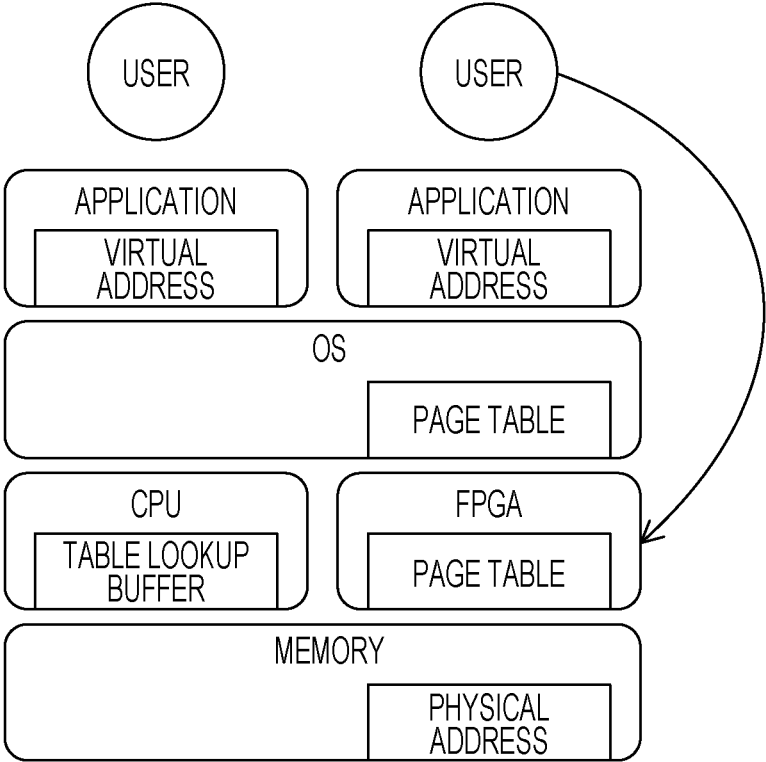 USER
USER
APPLICATION
VIRTUAL
ADDRESS
APPLICATION
VIRTUAL
ADDRESS
OS
PAGE TABLE
CPU
TABLE LOOKUP
BUFFER
FPGA
PAGE TABLE
MEMORY
PHYSICAL
ADDRESS